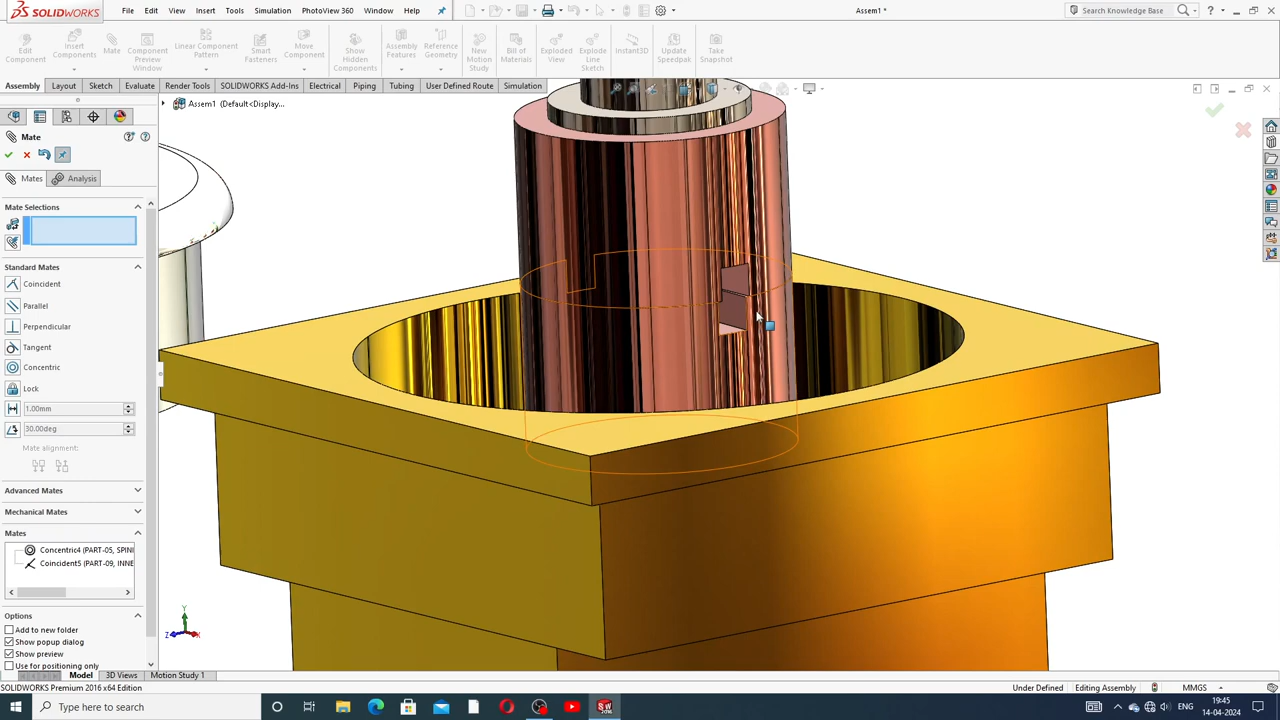 SOLIDWORKS File Edit View Insert Tools Simulation PhotoView 360 Window Help Assem1 * Search Knowledge Base
Edit Component Insert Components Mate Component Preview Window Linear Component Pattern Smart Fasteners Move Component Show Hidden Components Assembly Features Reference Geometry New Motion Study Bill of Materials Exploded View Explode Line Sketch Instant3D Update Speedpak Take Snapshot
Assembly Layout Sketch Evaluate Render Tools SOLIDWORKS Add-Ins Simulation Electrical Piping Tubing User Defined Route
Assem1 (Default<Display...
Mate
Mates Analysis
Mate Selections
Standard Mates
Coincident
Parallel
Perpendicular
Tangent
Concentric
Lock
1.00mm
30.00deg
Mate alignment:
Advanced Mates
Mechanical Mates
Mates
Concentric4 (PART-05, SPIN
Coincident5 (PART-09, INNE
Options
Add to new folder
Show popup dialog
Show preview
Use for positioning only
Y
Z X
Model 3D Views Motion Study 1
SOLIDWORKS Premium 2016 x64 Edition Under Defined Editing Assembly MMGS
Type here to search ENG 19:45
14-04-2024